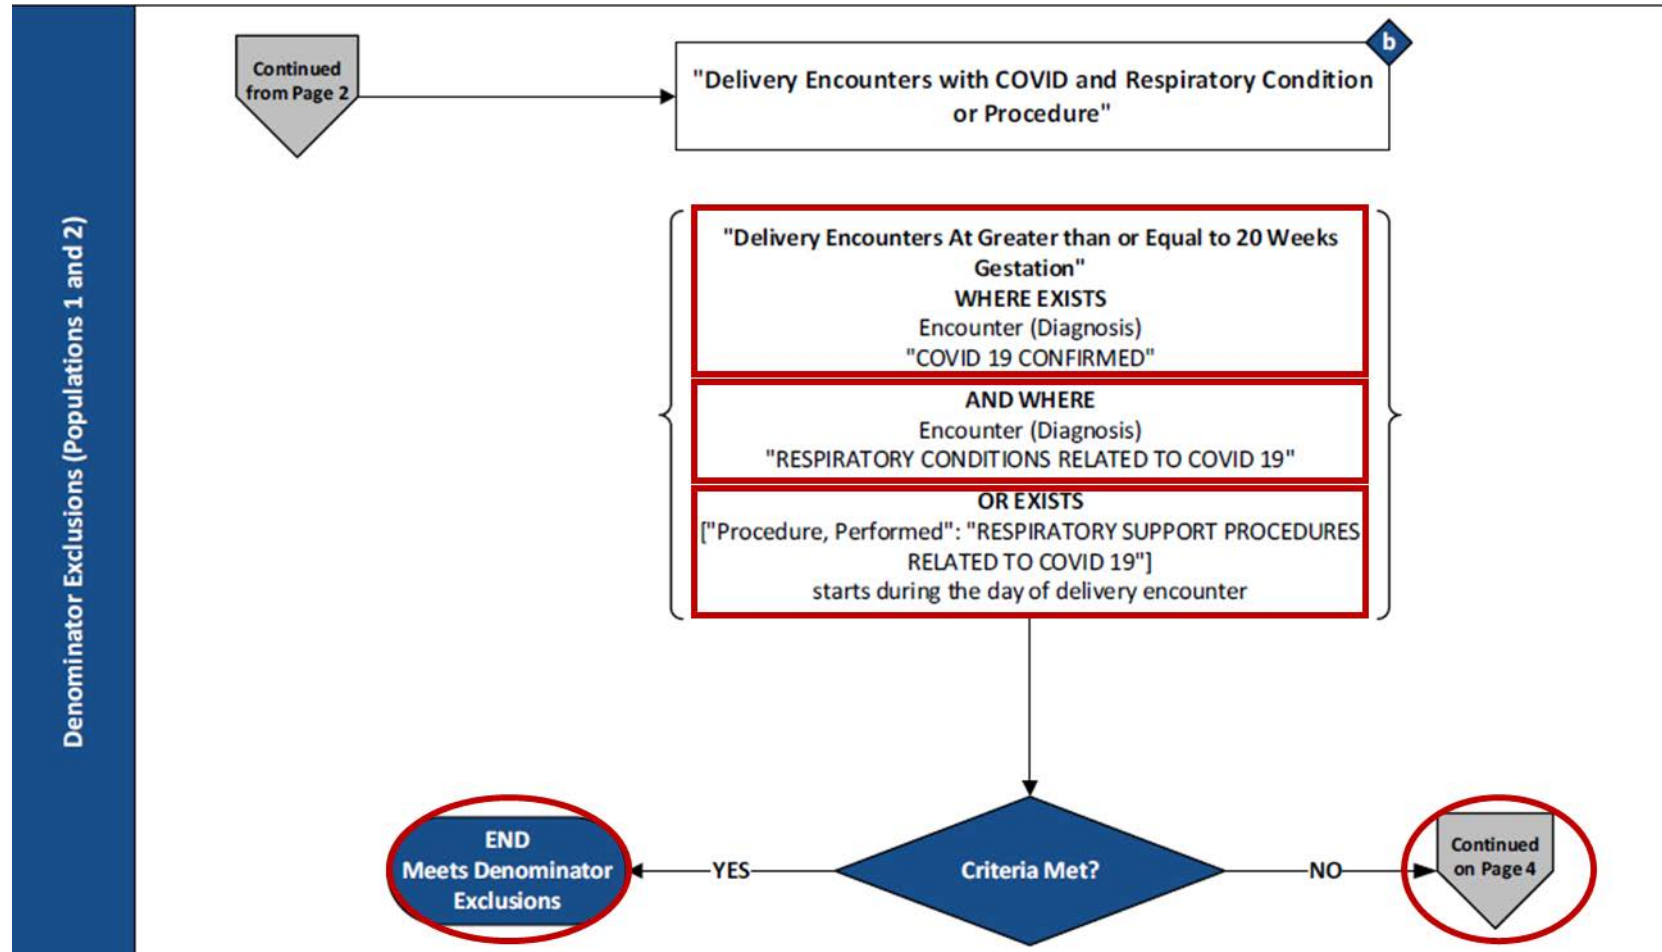 Denominator Exclusions (Populations 1 and 2)
Continued
from Page 2
b
"Delivery Encounters with COVID and Respiratory Condition
or Procedure"
"Delivery Encounters At Greater than or Equal to 20 Weeks
Gestation"
WHERE EXISTS
Encounter (Diagnosis)
"COVID 19 CONFIRMED"
AND WHERE
Encounter (Diagnosis)
"RESPIRATORY CONDITIONS RELATED TO COVID 19"
OR EXISTS
["Procedure, Performed": "RESPIRATORY SUPPORT PROCEDURES
RELATED TO COVID 19"]
starts during the day of delivery encounter
END
Meets Denominator
Exclusions
YES
Criteria Met?
NO
Continued
on Page 4